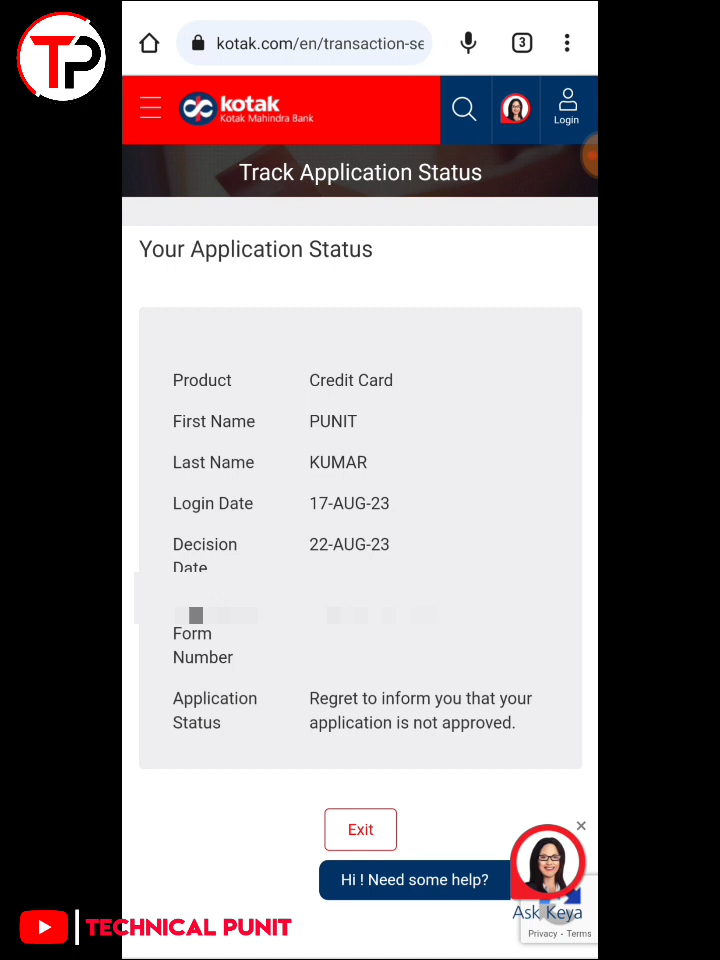 TP
kotak.com/en/transaction-se
3
kotak
Kotak Mahindra Bank
Login
Track Application Status
Your Application Status
Product Credit Card
First Name PUNIT
Last Name KUMAR
Login Date 17-AUG-23
Decision 22-AUG-23
Date
Form
Number
Application Regret to inform you that your
Status application is not approved.
Exit
Hi ! Need some help?
Ask Keya
Privacy - Terms
TECHNICAL PUNIT